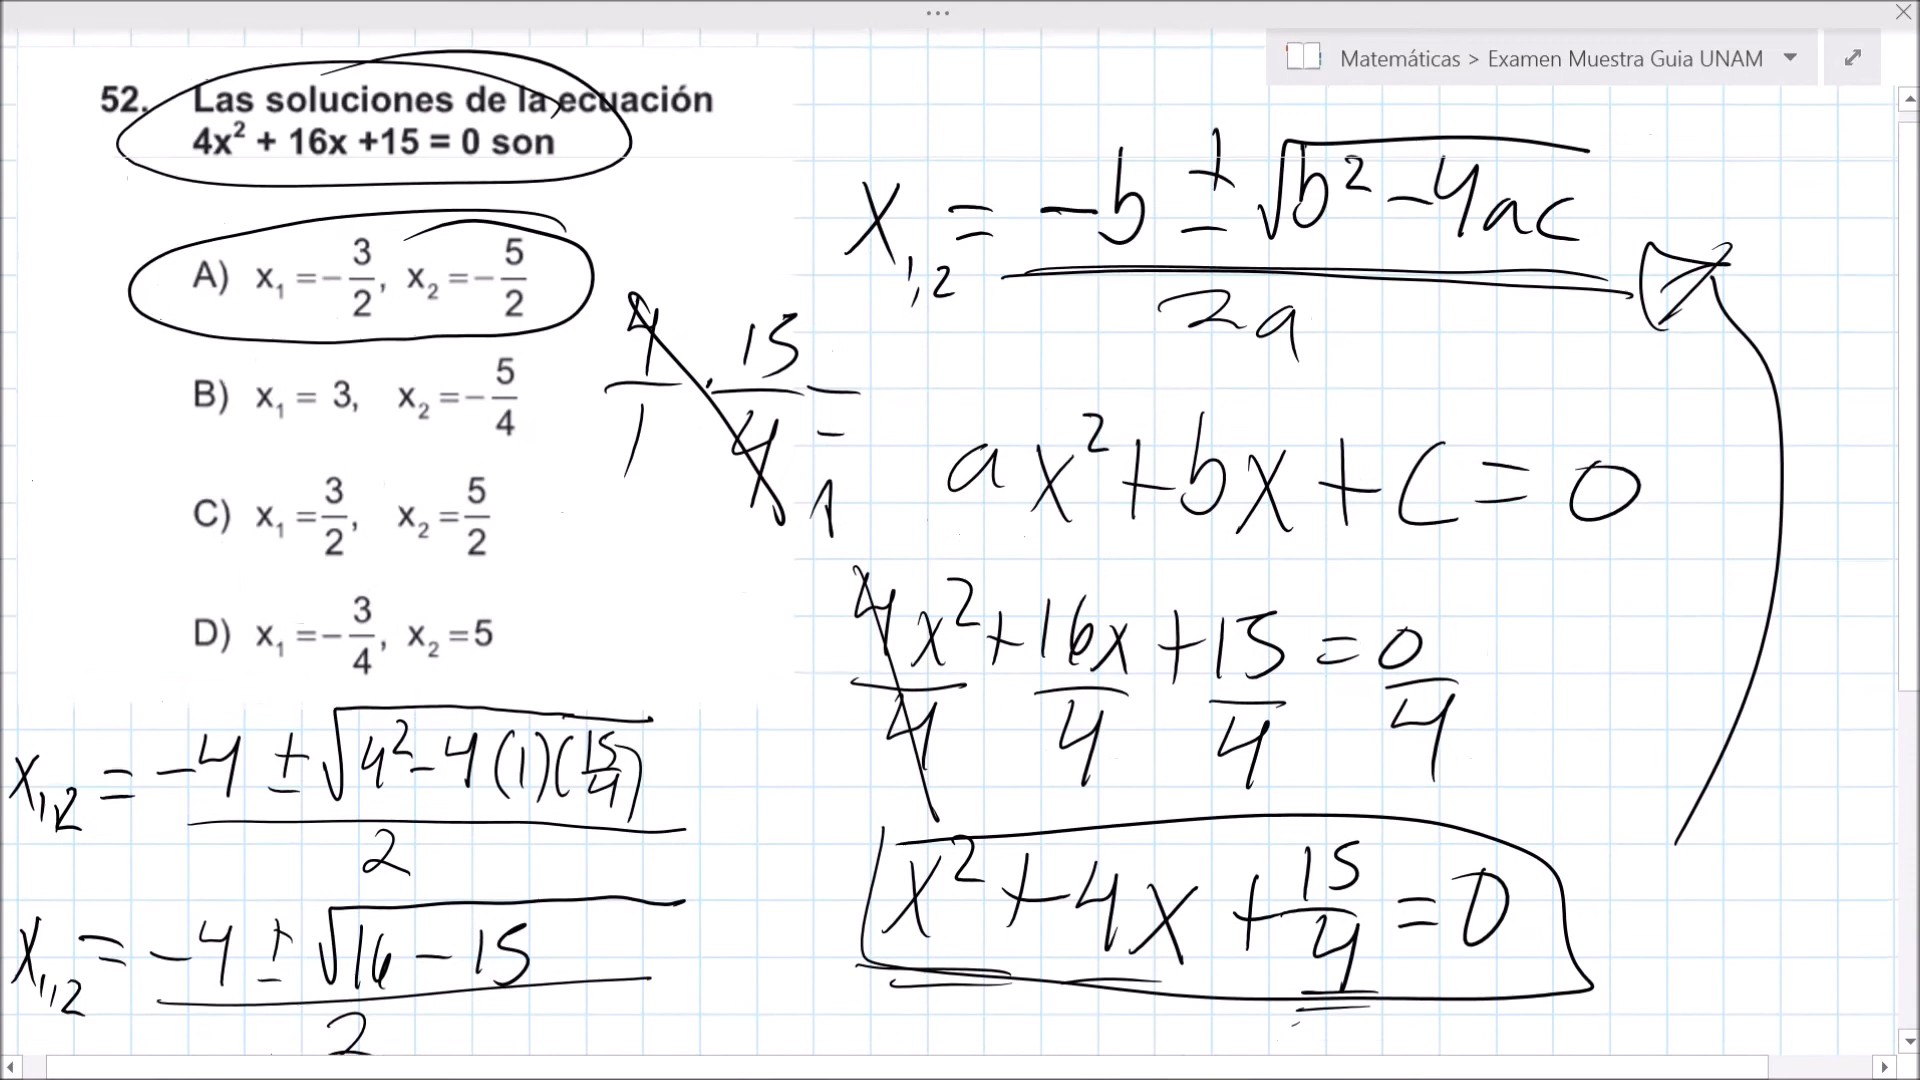 Matemáticas > Examen Muestra Guia UNAM
52. Las soluciones de la ecuación
4x² + 16x +15 = 0 son
A) x₁ =-3/2, x₂ =-5/2
B) x₁ = 3, x₂ =-5/4
C) x₁ =3/2, x₂ =5/2
D) x₁ =-3/4, x₂ =5
4/1 · 15/4 =
1
x₁,₂ = (-4 ± √(4²-4(1)(15/4)))/2
x₁,₂ = (-4 ± √(16-15))/2
x₁,₂ = (-b ± √(b²-4ac))/2a
ax²+bx+c=0
4x²/4 + 16x/4 + 15/4 = 0/4
x²+4x+15/4=0